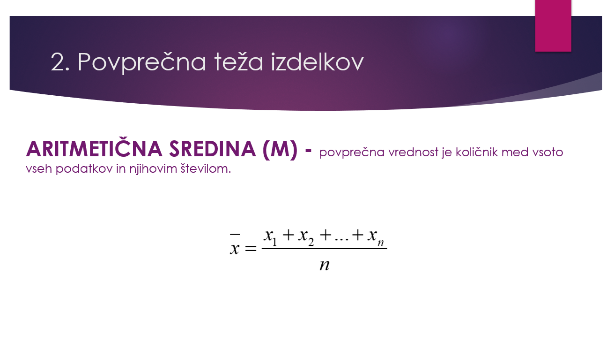 2. Povprečna teža izdelkov
ARITMETIČNA SREDINA (M) - povprečna vrednost je količnik med vsoto
vseh podatkov in njihovim številom.
x̄ = (x₁ + x₂ + ... + xₙ) / n